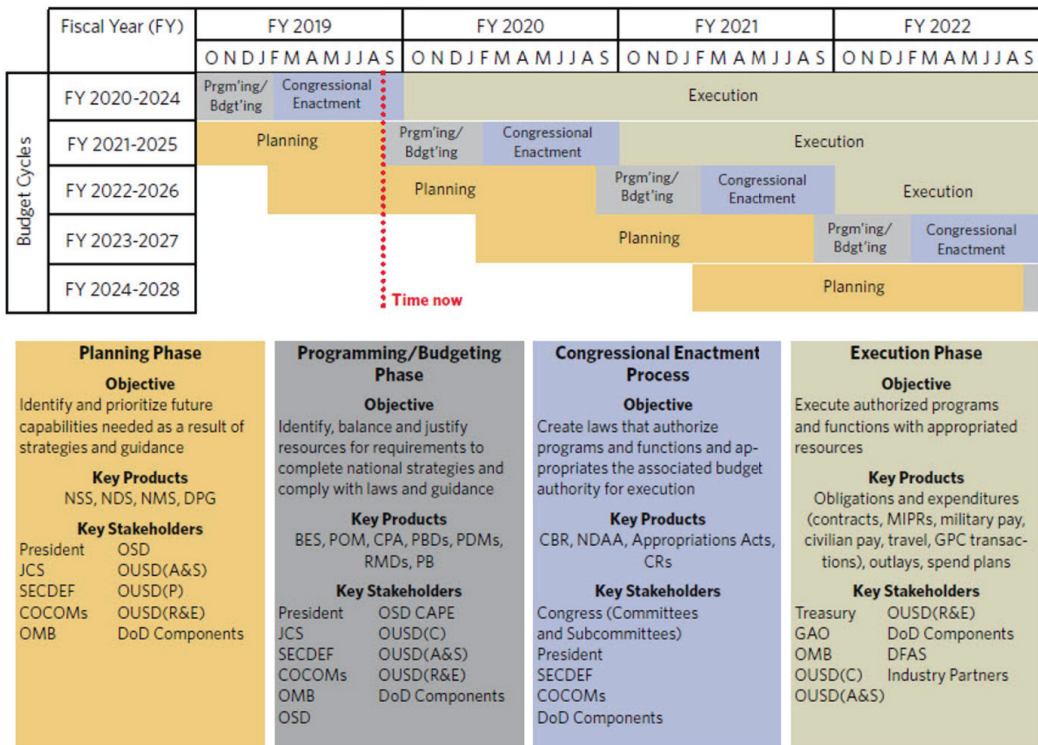 Fiscal Year (FY)
FY 2019
FY 2020
FY 2021
FY 2022
O N D J F M A M J J A S
O N D J F M A M J J A S
O N D J F M A M J J A S
O N D J F M A M J J A S
Budget Cycles
FY 2020-2024
Prgm'ing/
Bdgt'ing
Congressional
Enactment
Execution
FY 2021-2025
Planning
Prgm'ing/
Bdgt'ing
Congressional
Enactment
Execution
FY 2022-2026
Planning
Prgm'ing/
Bdgt'ing
Congressional
Enactment
Execution
FY 2023-2027
Planning
Prgm'ing/
Bdgt'ing
Congressional
Enactment
FY 2024-2028
Time now
Planning
Planning Phase
Objective
Identify and prioritize future
capabilities needed as a result of
strategies and guidance
Key Products
NSS, NDS, NMS, DPG
Key Stakeholders
President OSD
JCS OUSD(A&S)
SECDEF OUSD(P)
COCOMs OUSD(R&E)
OMB DoD Components
Programming/Budgeting
Phase
Objective
Identify, balance and justify
resources for requirements to
complete national strategies and
comply with laws and guidance
Key Products
BES, POM, CPA, PBDs, PDMs,
RMDs, PB
Key Stakeholders
President OSD CAPE
JCS OUSD(C)
SECDEF OUSD(A&S)
COCOMs OUSD(R&E)
OMB DoD Components
OSD
Congressional Enactment
Process
Objective
Create laws that authorize
programs and functions and ap-
propriates the associated budget
authority for execution
Key Products
CBR, NDAA, Appropriations Acts,
CRs
Key Stakeholders
Congress (Committees
and Subcommittees)
President
SECDEF
COCOMs
DoD Components
Execution Phase
Objective
Execute authorized programs
and functions with appropriated
resources
Key Products
Obligations and expenditures
(contracts, MIPRs, military pay,
civilian pay, travel, GPC transac-
tions), outlays, spend plans
Key Stakeholders
Treasury OUSD(R&E)
GAO DoD Components
OMB DFAS
OUSD(C) Industry Partners
OUSD(A&S)